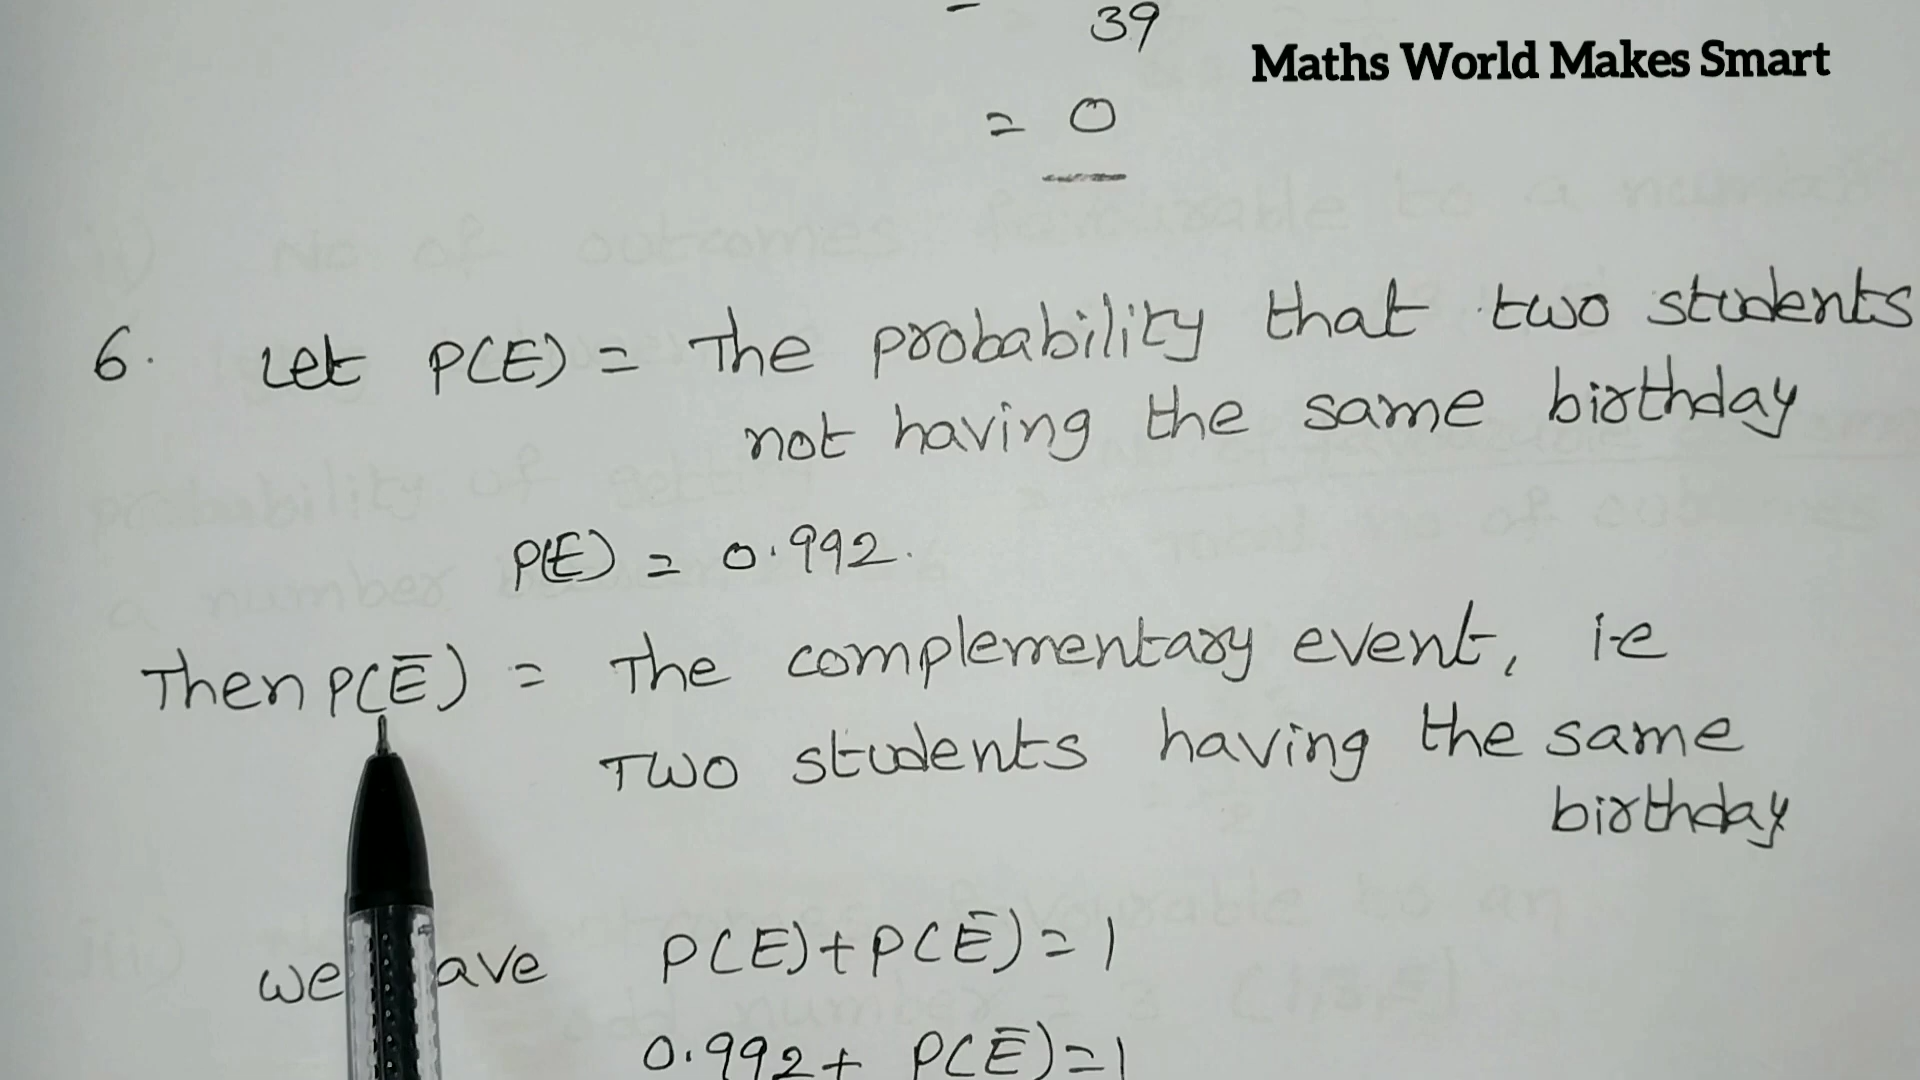 39
Maths World Makes Smart
= 0
6. Let P(E) = The probability that two students
not having the same birthday
P(E) = 0.992.
Then P(Ē) = The complementary event, i-e
Two students having the same
birthday
we ave P(E)+P(Ē)=1
0.992+ P(Ē)=1